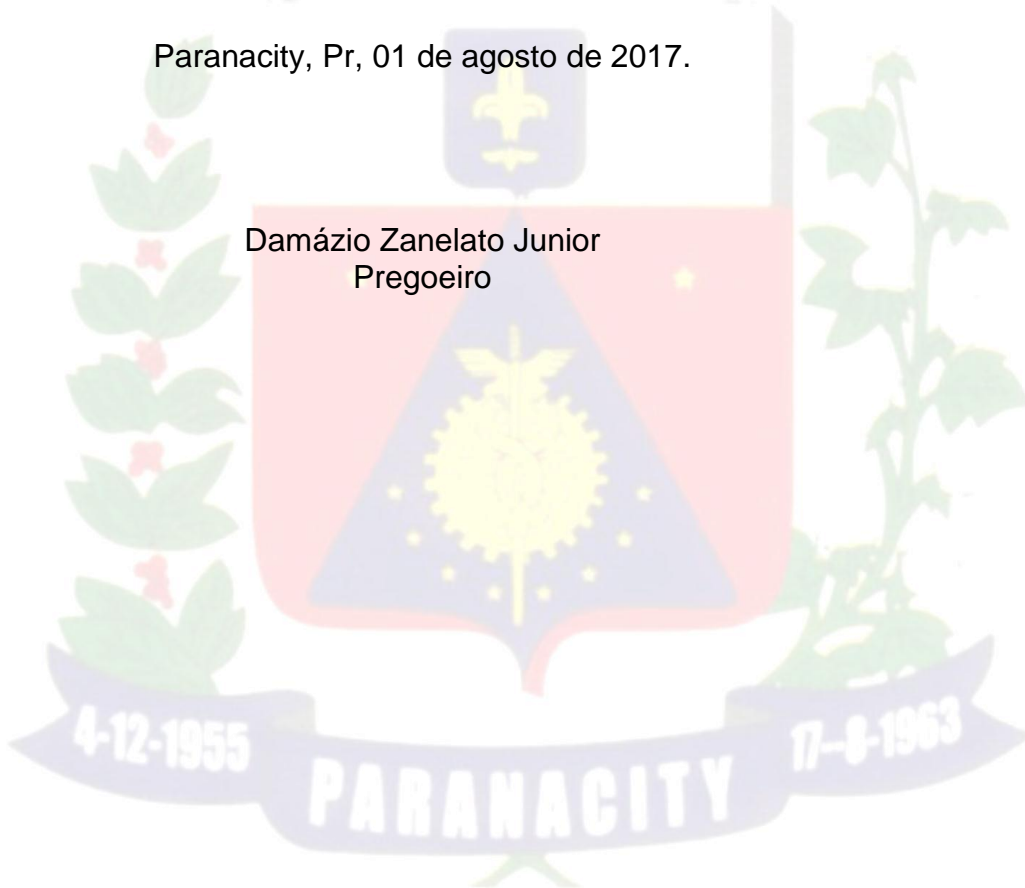 Paranacity, Pr, 01 de agosto de 2017.
Damázio Zanelato Junior
Pregoeiro
4-12-1955
PARANACITY
17-8-1963